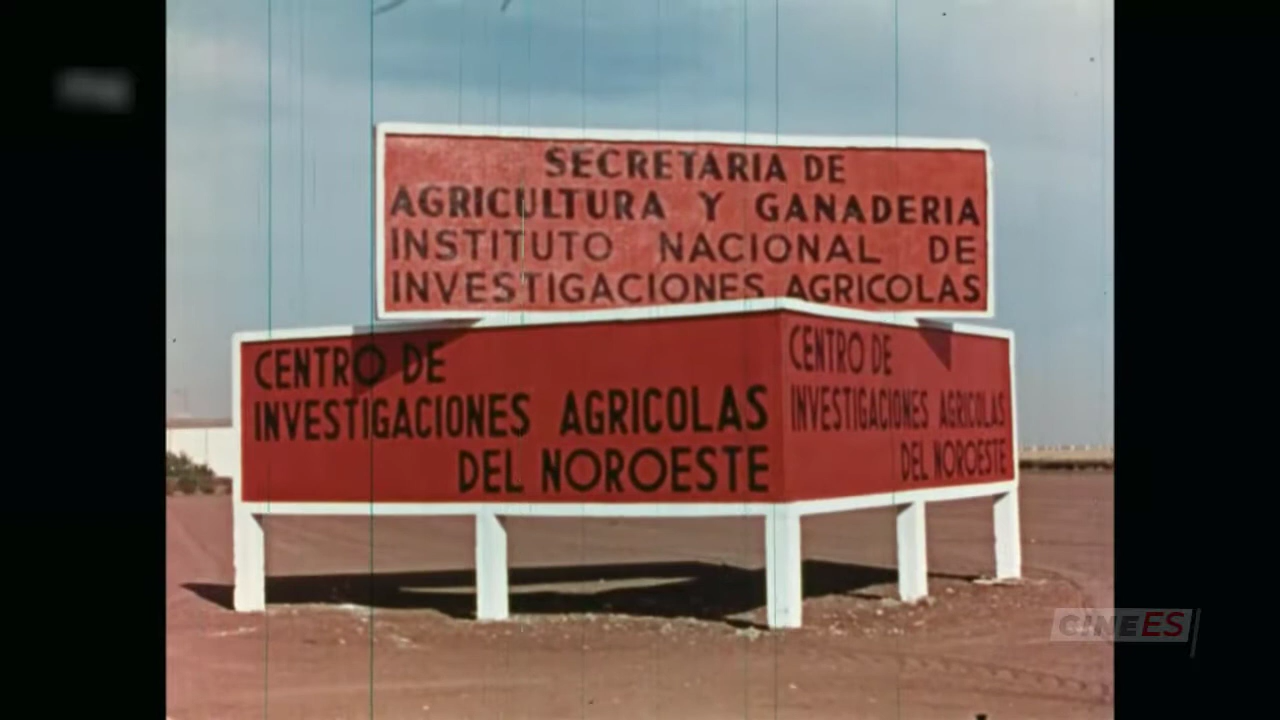 SECRETARIA DE
AGRICULTURA Y GANADERIA
INSTITUTO NACIONAL DE
INVESTIGACIONES AGRICOLAS
CENTRO DE
INVESTIGACIONES AGRICOLAS
DEL NOROESTE
CENTRO DE
INVESTIGACIONES AGRICOLAS
DEL NOROESTE
CINEES